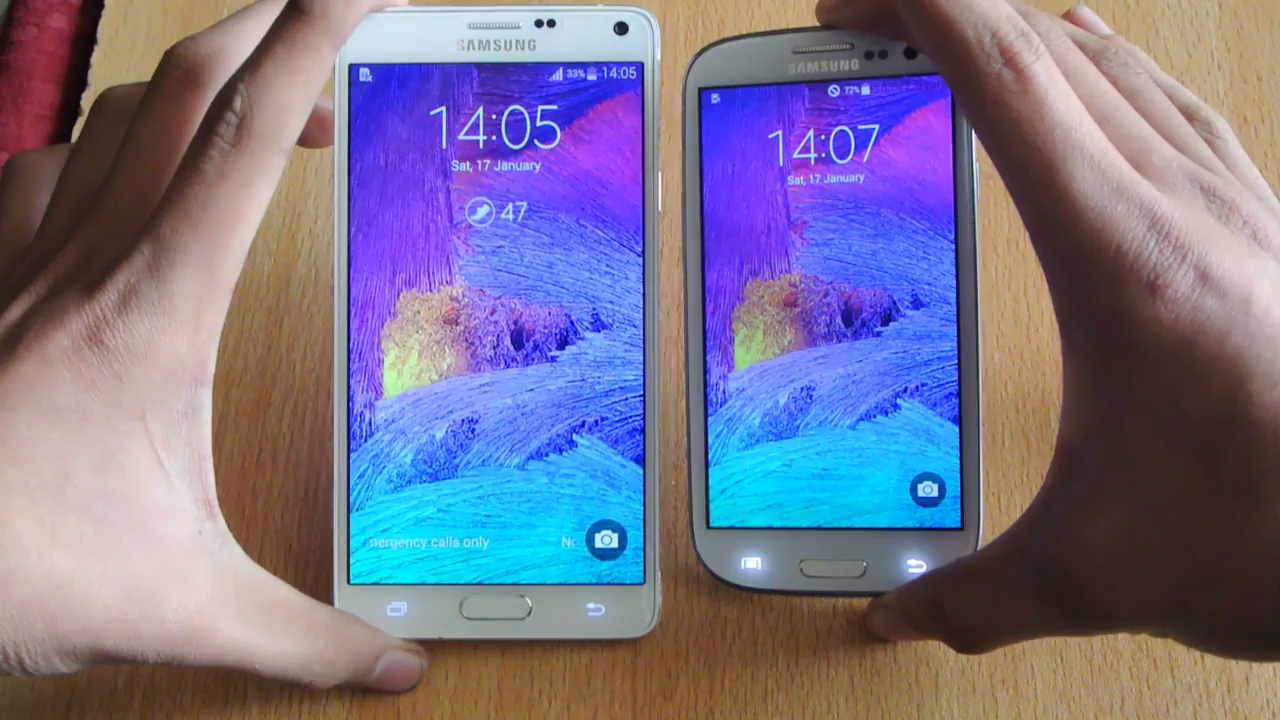 SAMSUNG
33% 14:05
14:05
Sat, 17 January
47
mergency calls only
No
SAMSUNG
72%
14:07
Sat, 17 January